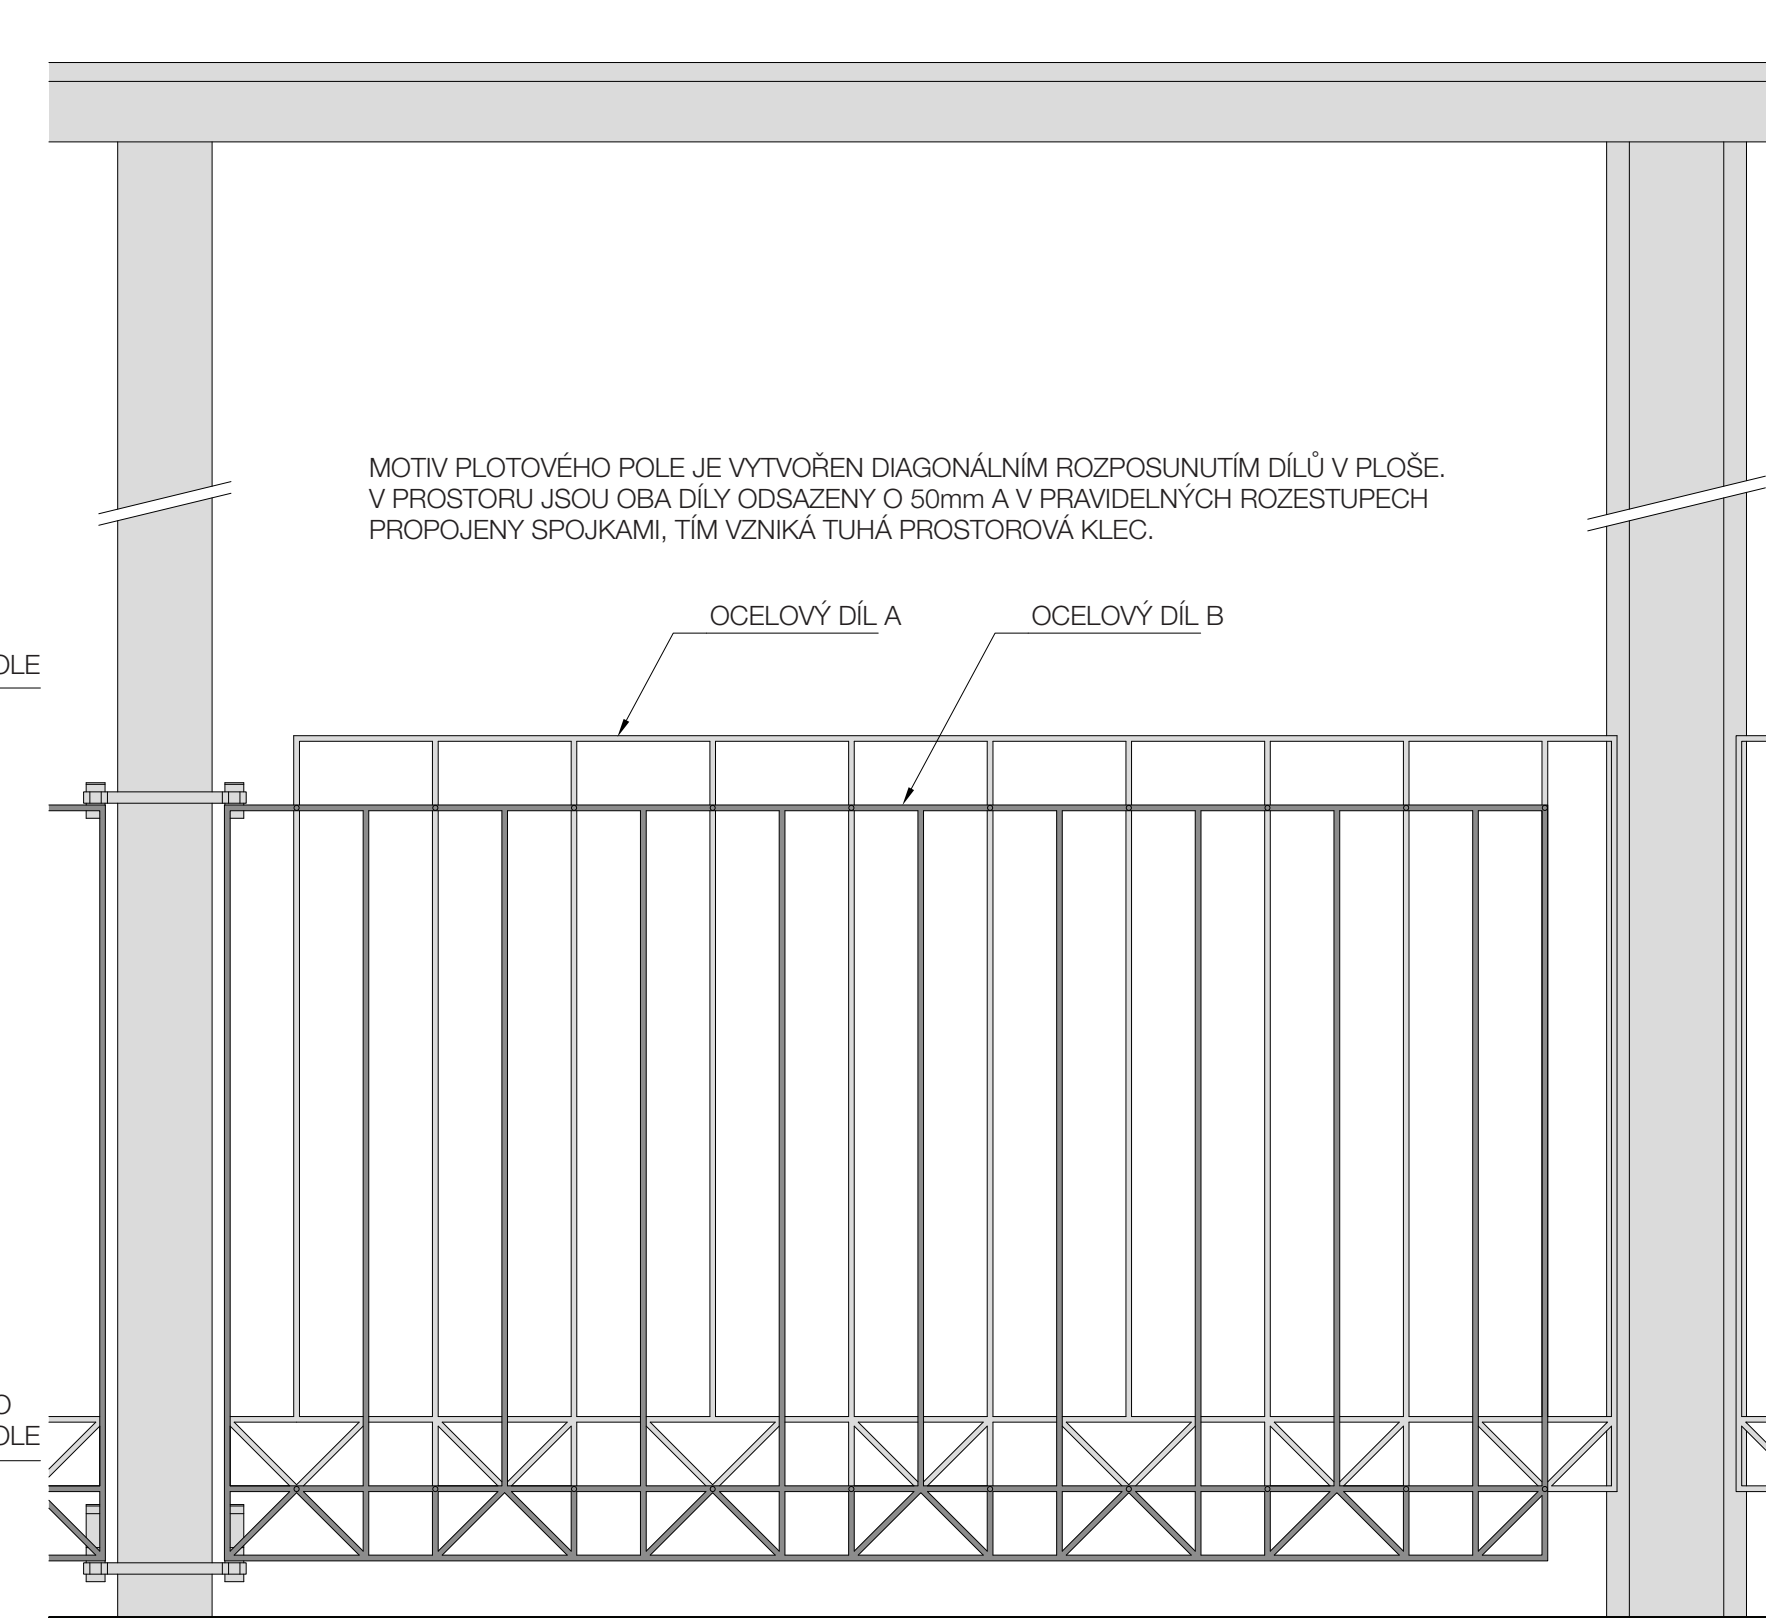 MOTIV PLOTOVÉHO POLE JE VYTVOŘEN DIAGONÁLNÍM ROZPOSUNUTÍM DÍLŮ V PLOŠE.
V PROSTORU JSOU OBA DÍLY ODSAZENY O 50mm A V PRAVIDELNÝCH ROZESTUPECH
PROPOJENY SPOJKAMI, TÍM VZNIKÁ TUHÁ PROSTOROVÁ KLEC.
OCELOVÝ DÍL A
OCELOVÝ DÍL B